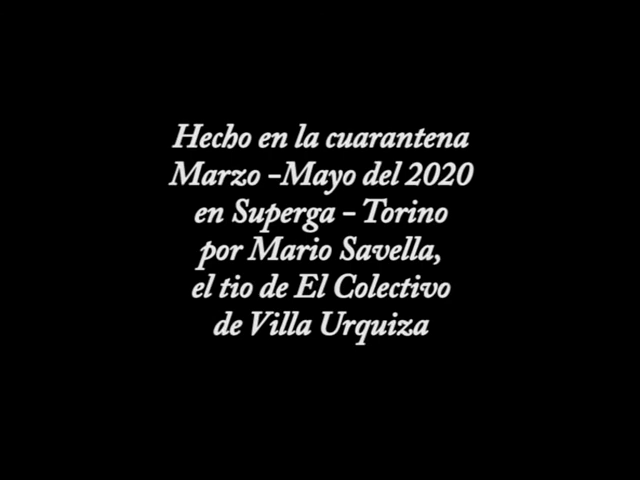 Hecho en la cuarantena
Marzo -Mayo del 2020
en Superga - Torino
por Mario Savella,
el tio de El Colectivo
de Villa Urquiza